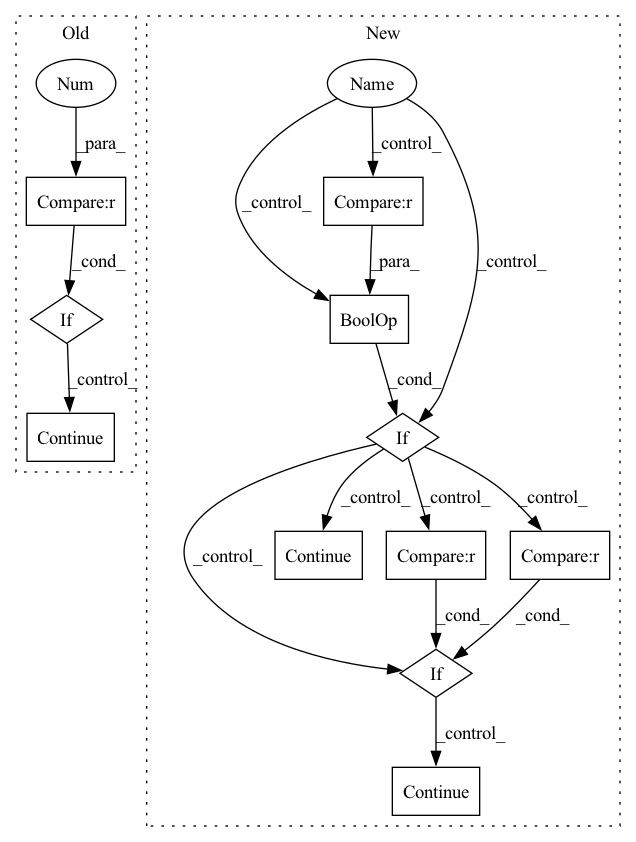 Old
Num
_para_
Compare:r
_cond_
If
_control_
Continue
New
Name
_control_
_control_
_control_
Compare:r
_para_
BoolOp
_cond_
If
_control_
_control_
_control_
_control_
Continue
Compare:r
Compare:r
_cond_
_cond_
If
_control_
Continue